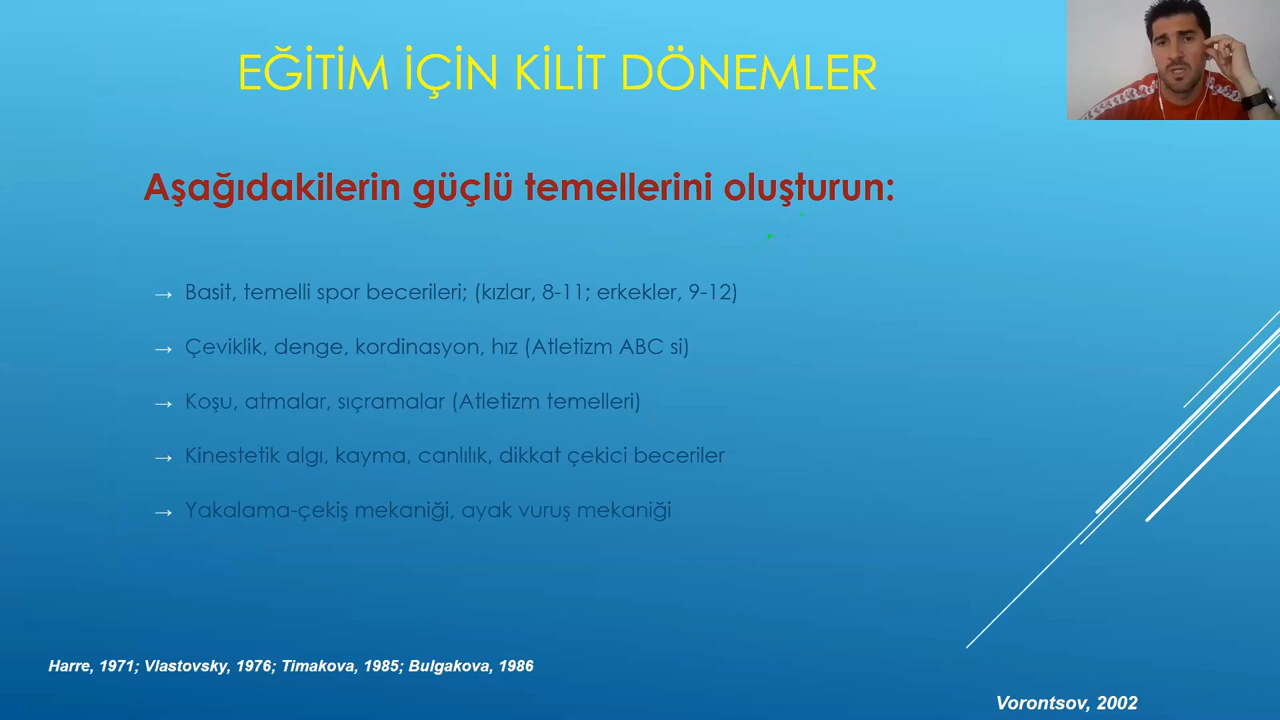 EĞİTİM İÇİN KİLİT DÖNEMLER
Aşağıdakilerin güçlü temellerini oluşturun:
→ Basit, temelli spor becerileri; (kızlar, 8-11; erkekler, 9-12)
→ Çeviklik, denge, kordinasyon, hız (Atletizm ABC si)
→ Koşu, atmalar, sıçramalar (Atletizm temelleri)
→ Kinestetik algı, kayma, canlılık, dikkat çekici beceriler
→ Yakalama-çekiş mekaniği, ayak vuruş mekaniği
Harre, 1971; Vlastovsky, 1976; Timakova, 1985; Bulgakova, 1986
Vorontsov, 2002